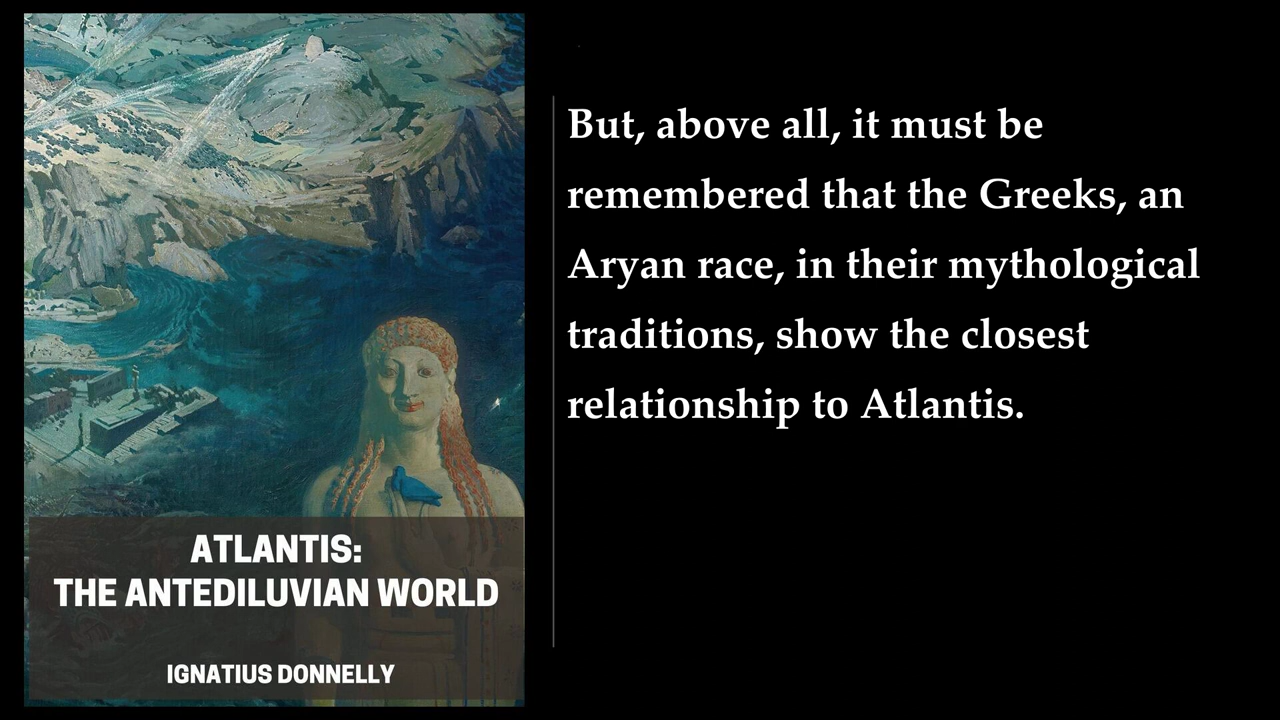 ATLANTIS:
THE ANTEDILUVIAN WORLD
IGNATIUS DONNELLY
But, above all, it must be
remembered that the Greeks, an
Aryan race, in their mythological
traditions, show the closest
relationship to Atlantis.